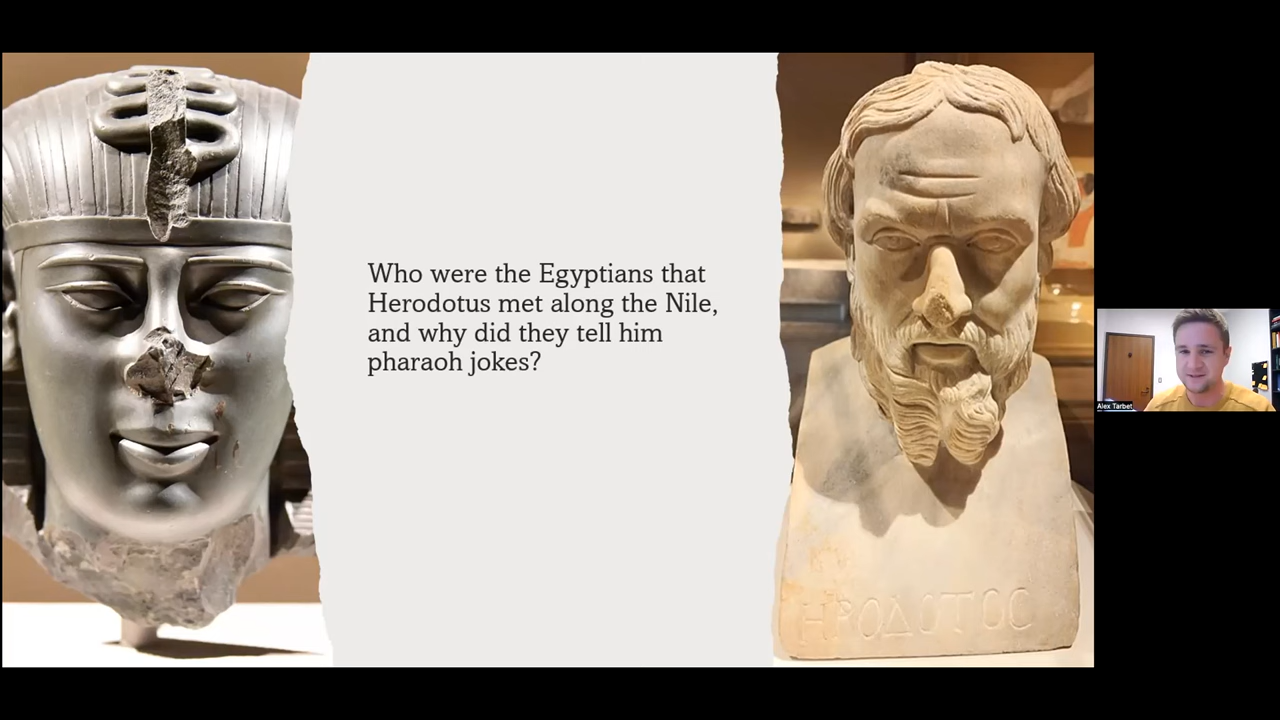 Who were the Egyptians that
Herodotus met along the Nile,
and why did they tell him
pharaoh jokes?
ΗΡΟΔΟΤΟC
Alex Tarbet